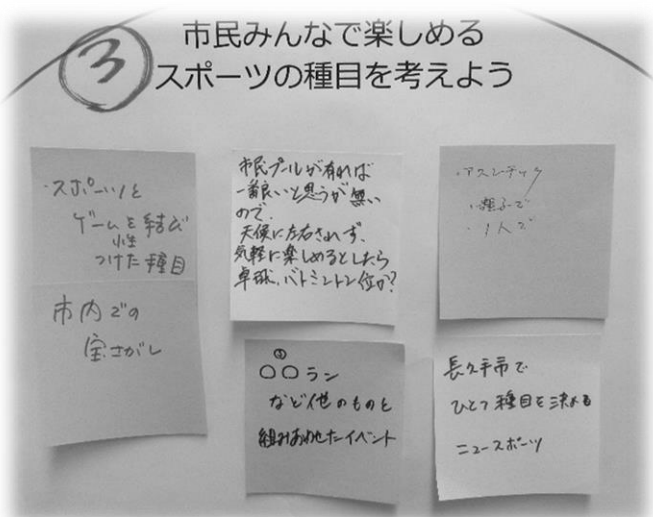 ③
市民みんなで楽しめる
スポーツの種目を考えよう
・スポーツと
ゲーム性を結び
つけた種目
市内での
宝さがし
市民プールが有れば
一番良いと思うが無い
ので、
天候に左右されず、
気軽に楽しめるとしたら
卓球、バトミントン位か?
・アスレチック
・親子で
・1人で
③
○○ラン
など他のものと
組みあわせたイベント
長久手市で
ひとつ種目を決める
ニュースポーツ